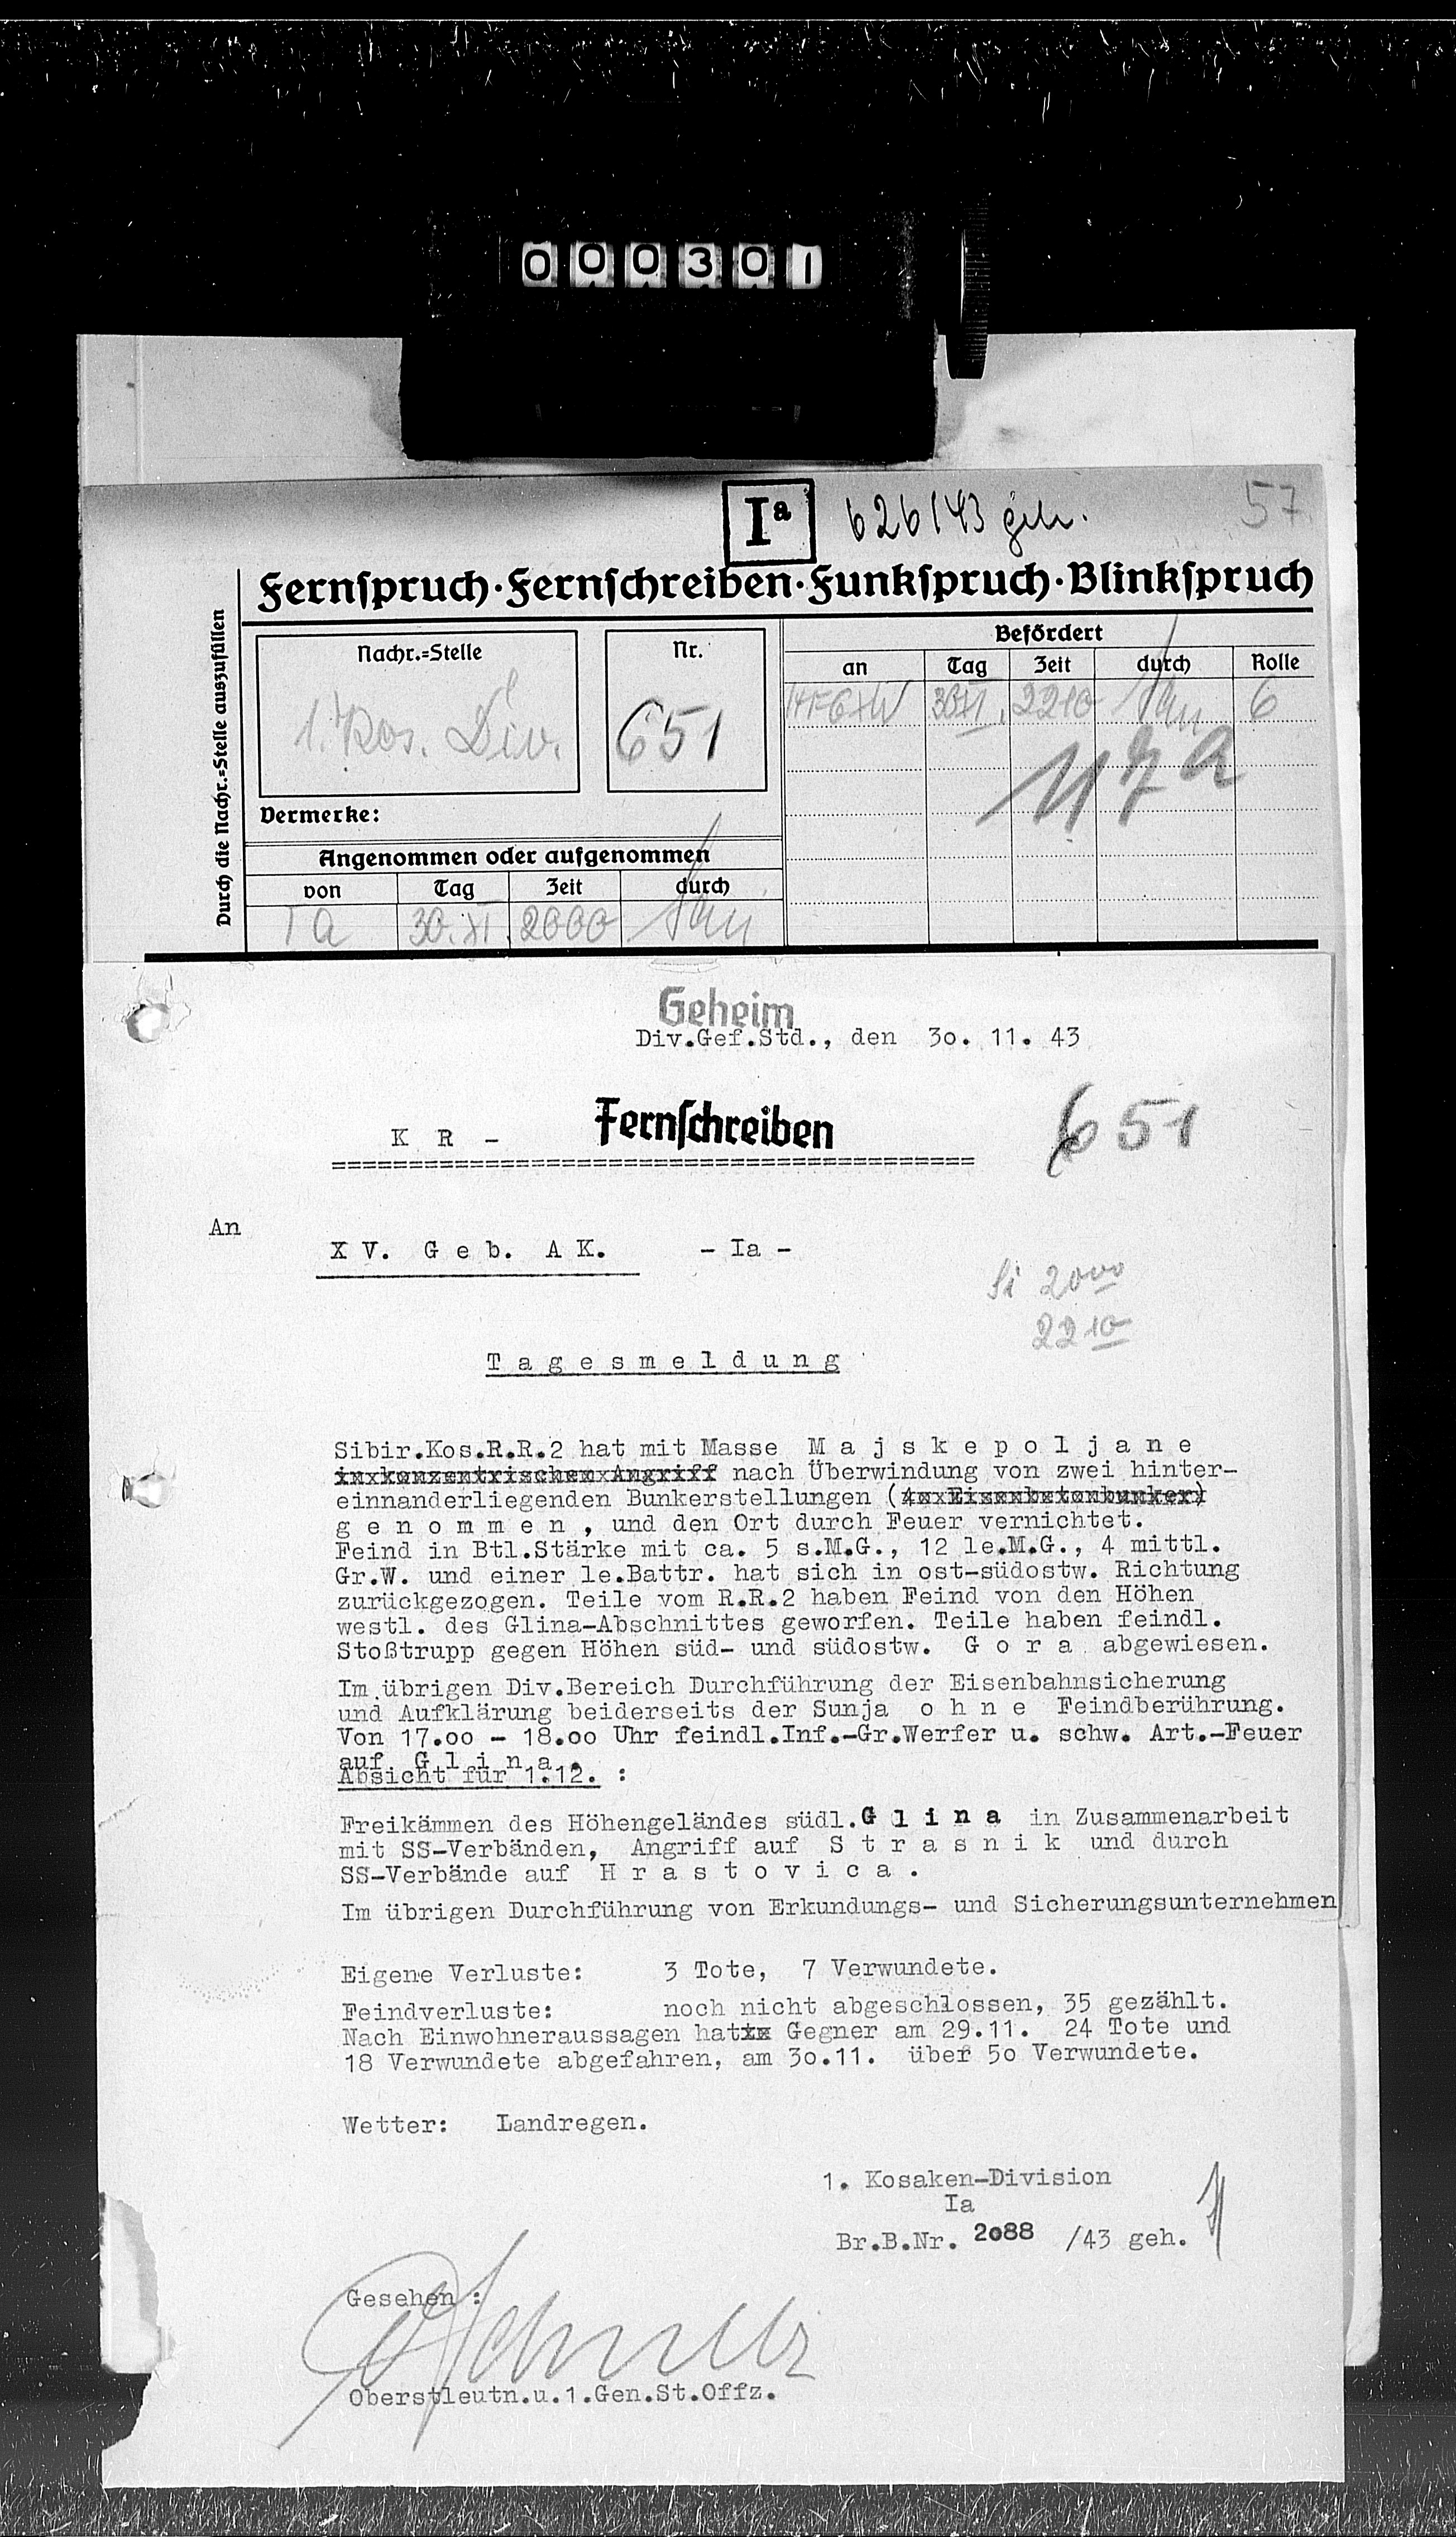 000301
Ia 626/43 geh. 57
Fernspruch·Fernschreiben·Funkspruch·Blinkspruch
Durch die Nachr.=Stelle auszufüllen
Nachr.=Stelle
1. Kos. Div.
Nr.
651
Vermerke:
Angenommen oder aufgenommen
von Tag Zeit durch
Ia 30.XI. 2000
Befördert
an Tag Zeit durch Rolle
30.XI. 2210 6
Geheim
Div.Gef.Std., den 3o. 11. 43
K R - Fernschreiben 651
An
X V. G e b. A K. - Ia -
2000
2210
T a g e s m e l d u n g
Sibir.Kos.R.R.2 hat mit Masse M a j s k e p o l j a n e
in konzentrischen Angriff nach Überwindung von zwei hinter-
einnanderliegenden Bunkerstellungen (4 Eisenbetonbunker)
g e n o m m e n , und den Ort durch Feuer vernichtet.
Feind in Btl.Stärke mit ca. 5 s.M.G., 12 le.M.G., 4 mittl.
Gr.W. und einer le.Battr. hat sich in ost-südostw. Richtung
zurückgezogen. Teile vom R.R.2 haben Feind von den Höhen
westl. des Glina-Abschnittes geworfen. Teile haben feindl.
Stoßtrupp gegen Höhen süd- und südostw. G o r a abgewiesen.
Im übrigen Div.Bereich Durchführung der Eisenbahnsicherung
und Aufklärung beiderseits der Sunja o h n e Feindberührung.
Von 17.oo - 18.oo Uhr feindl.Inf.-Gr.Werfer u. schw. Art.-Feuer
auf G l i n a .
Absicht für 1.12. :
Freikämmen des Höhengeländes südl.G l i n a in Zusammenarbeit
mit SS-Verbänden, Angriff auf S t r a s n i k und durch
SS-Verbände auf H r a s t o v i c a .
Im übrigen Durchführung von Erkundungs- und Sicherungsunternehmen
Eigene Verluste: 3 Tote, 7 Verwundete.
Feindverluste: noch nicht abgeschlossen, 35 gezählt.
Nach Einwohneraussagen hat Gegner am 29.11. 24 Tote und
18 Verwundete abgefahren, am 3o.11. über 5o Verwundete.
Wetter: Landregen.
1. Kosaken-Division
Ia
Br.B.Nr. 2o88 /43 geh.
Gesehen :
Oberstleutn.u.1.Gen.St.Offz.